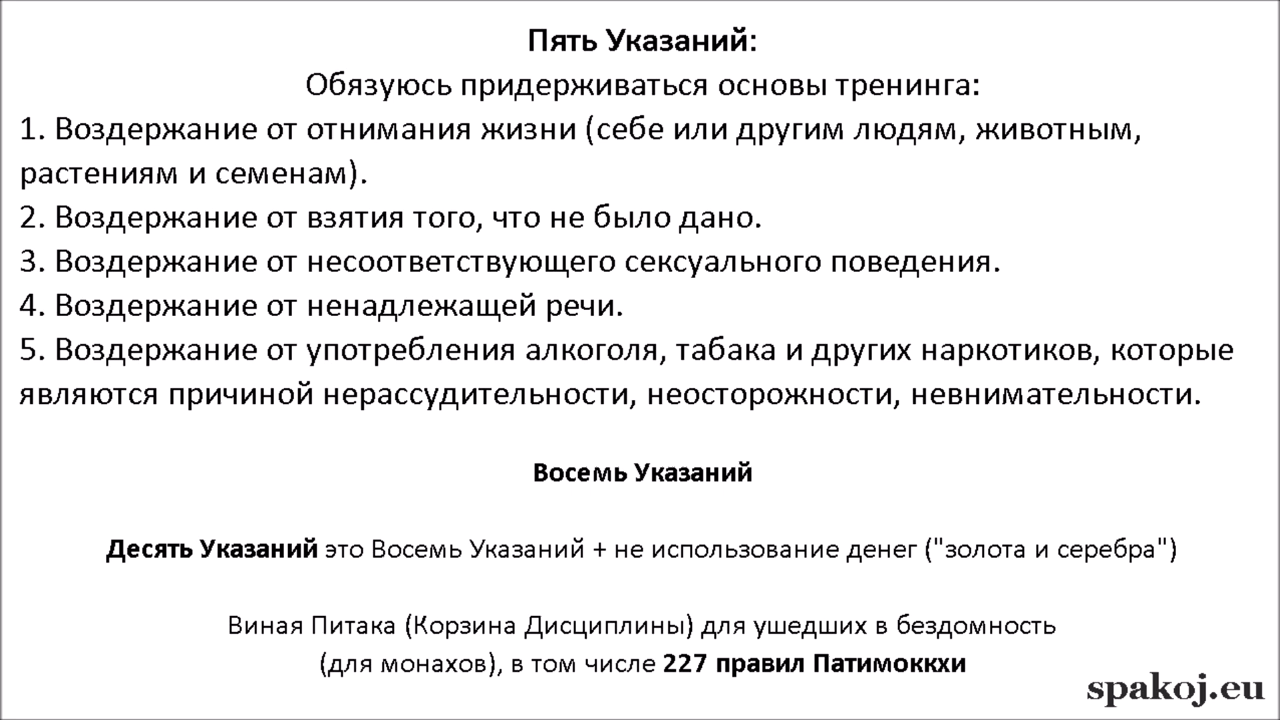 Пять Указаний:
Обязуюсь придерживаться основы тренинга:
1. Воздержание от отнимания жизни (себе или другим людям, животным,
растениям и семенам).
2. Воздержание от взятия того, что не было дано.
3. Воздержание от несоответствующего сексуального поведения.
4. Воздержание от ненадлежащей речи.
5. Воздержание от употребления алкоголя, табака и других наркотиков, которые
являются причиной нерассудительности, неосторожности, невнимательности.
Восемь Указаний
Десять Указаний это Восемь Указаний + не использование денег ("золота и серебра")
Виная Питака (Корзина Дисциплины) для ушедших в бездомность
(для монахов), в том числе 227 правил Патимоккхи
spakoj.eu